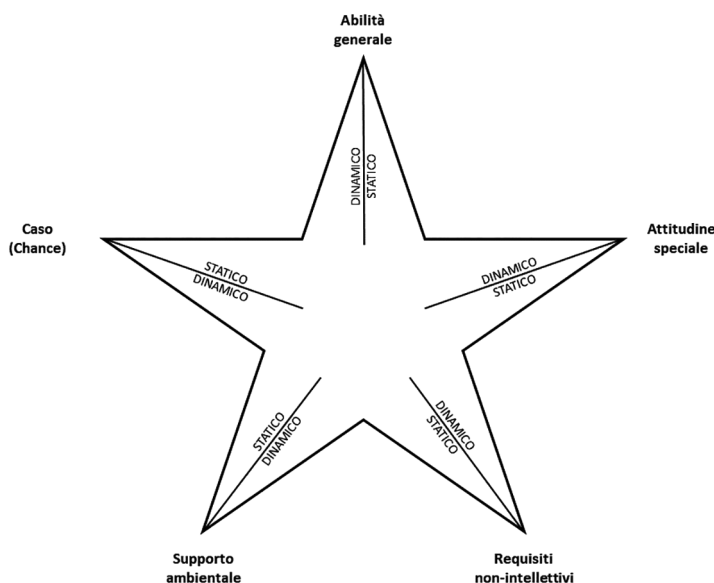 Abilità
generale
DINAMICO
STATICO
Caso
(Chance)
Attitudine
speciale
STATICO
DINAMICO
DINAMICO
STATICO
STATICO
DINAMICO
DINAMICO
STATICO
Supporto
ambientale
Requisiti
non-intellettivi